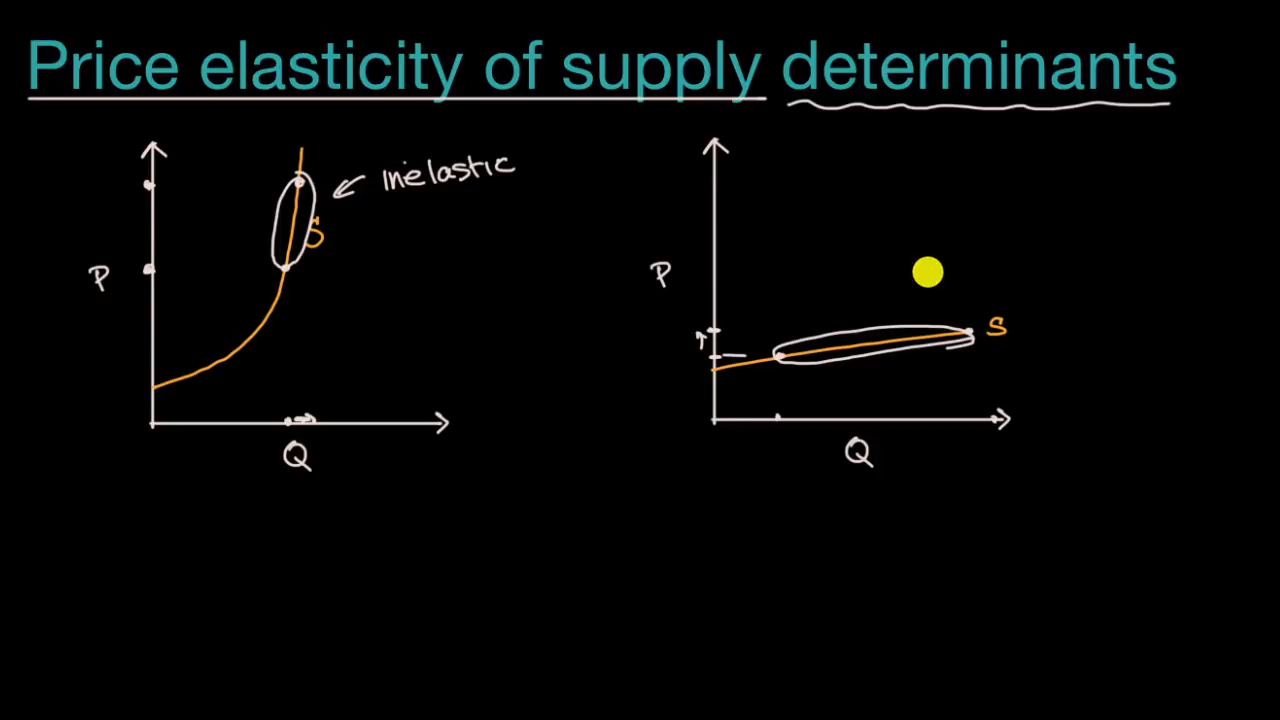 Price elasticity of supply determinants
inelastic
S
P
Q
P
S
Q